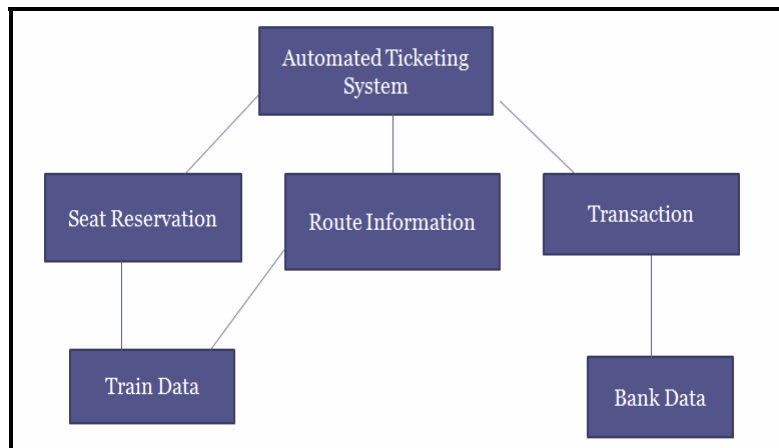 Automated Ticketing
System
Seat Reservation
Route Information
Transaction
Train Data
Bank Data